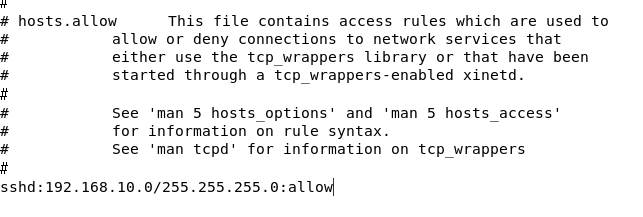 #
# hosts.allow This file contains access rules which are used to
# allow or deny connections to network services that
# either use the tcp_wrappers library or that have been
# started through a tcp_wrappers-enabled xinetd.
#
# See 'man 5 hosts_options' and 'man 5 hosts_access'
# for information on rule syntax.
# See 'man tcpd' for information on tcp_wrappers
#
sshd:192.168.10.0/255.255.255.0:allow